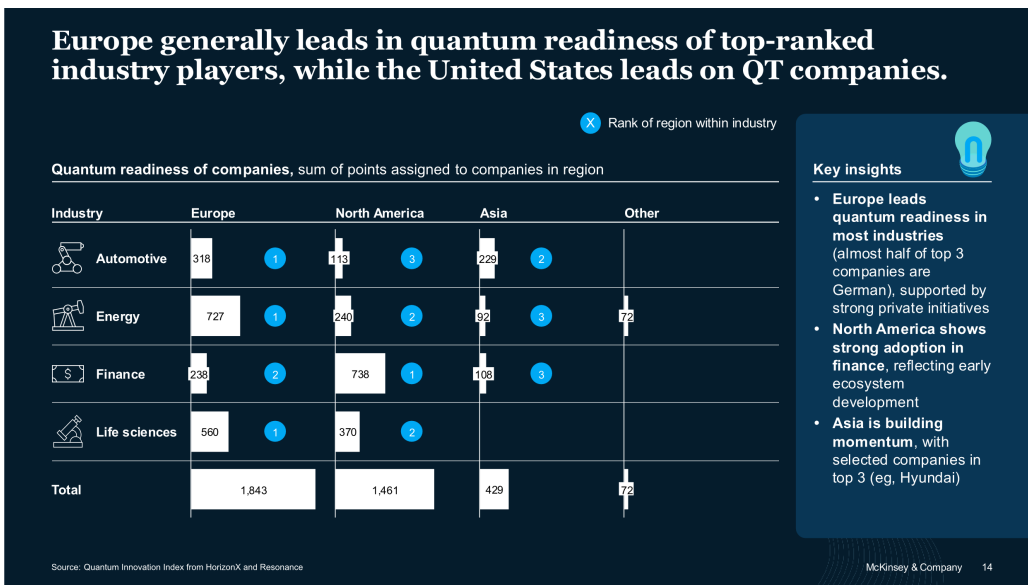 Europe generally leads in quantum readiness of top-ranked
industry players, while the United States leads on QT companies.
X Rank of region within industry
Quantum readiness of companies, sum of points assigned to companies in region
Industry Europe North America Asia Other
Automotive 318 1 113 3 229 2
Energy 727 1 240 2 92 3 72
$ Finance 238 2 738 1 108 3
Life sciences 560 1 370 2
Total 1,843 1,461 429 72
Key insights
• Europe leads
quantum readiness in
most industries
(almost half of top 3
companies are
German), supported by
strong private initiatives
• North America shows
strong adoption in
finance, reflecting early
ecosystem
development
• Asia is building
momentum, with
selected companies in
top 3 (eg, Hyundai)
Source: Quantum Innovation Index from HorizonX and Resonance
McKinsey & Company 14